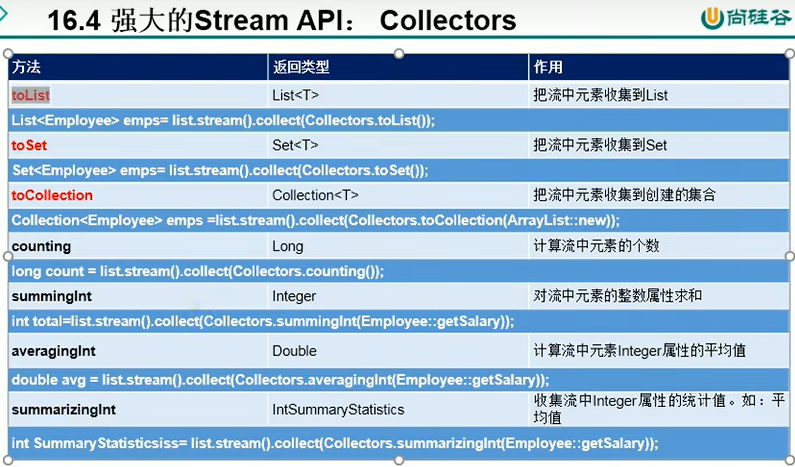 16.4 强大的Stream API： Collectors
尚硅谷
方法 返回类型 作用
toList List<T> 把流中元素收集到List
List<Employee> emps= list.stream().collect(Collectors.toList());
toSet Set<T> 把流中元素收集到Set
Set<Employee> emps= list.stream().collect(Collectors.toSet());
toCollection Collection<T> 把流中元素收集到创建的集合
Collection<Employee> emps =list.stream().collect(Collectors.toCollection(ArrayList::new));
counting Long 计算流中元素的个数
long count = list.stream().collect(Collectors.counting());
summingInt Integer 对流中元素的整数属性求和
int total=list.stream().collect(Collectors.summingInt(Employee::getSalary));
averagingInt Double 计算流中元素Integer属性的平均值
double avg = list.stream().collect(Collectors.averagingInt(Employee::getSalary));
summarizingInt IntSummaryStatistics 收集流中Integer属性的统计值。如：平
均值
int SummaryStatisticsiss= list.stream().collect(Collectors.summarizingInt(Employee::getSalary));